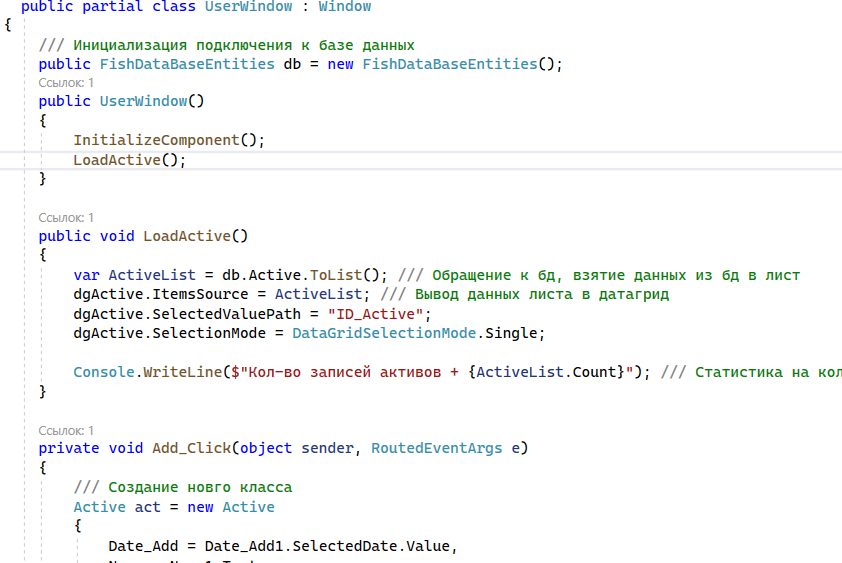 public partial class UserWindow : Window
{
/// Инициализация подключения к базе данных
public FishDataBaseEntities db = new FishDataBaseEntities();
Ссылок: 1
public UserWindow()
{
InitializeComponent();
LoadActive();
}
Ссылок: 1
public void LoadActive()
{
var ActiveList = db.Active.ToList(); /// Обращение к бд, взятие данных из бд в лист
dgActive.ItemsSource = ActiveList; /// Вывод данных листа в датагрид
dgActive.SelectedValuePath = "ID_Active";
dgActive.SelectionMode = DataGridSelectionMode.Single;
Console.WriteLine($"Кол-во записей активов + {ActiveList.Count}"); /// Статистика на кол
}
Ссылок: 1
private void Add_Click(object sender, RoutedEventArgs e)
{
/// Создание новго класса
Active act = new Active
{
Date_Add = Date_Add1.SelectedDate.Value,